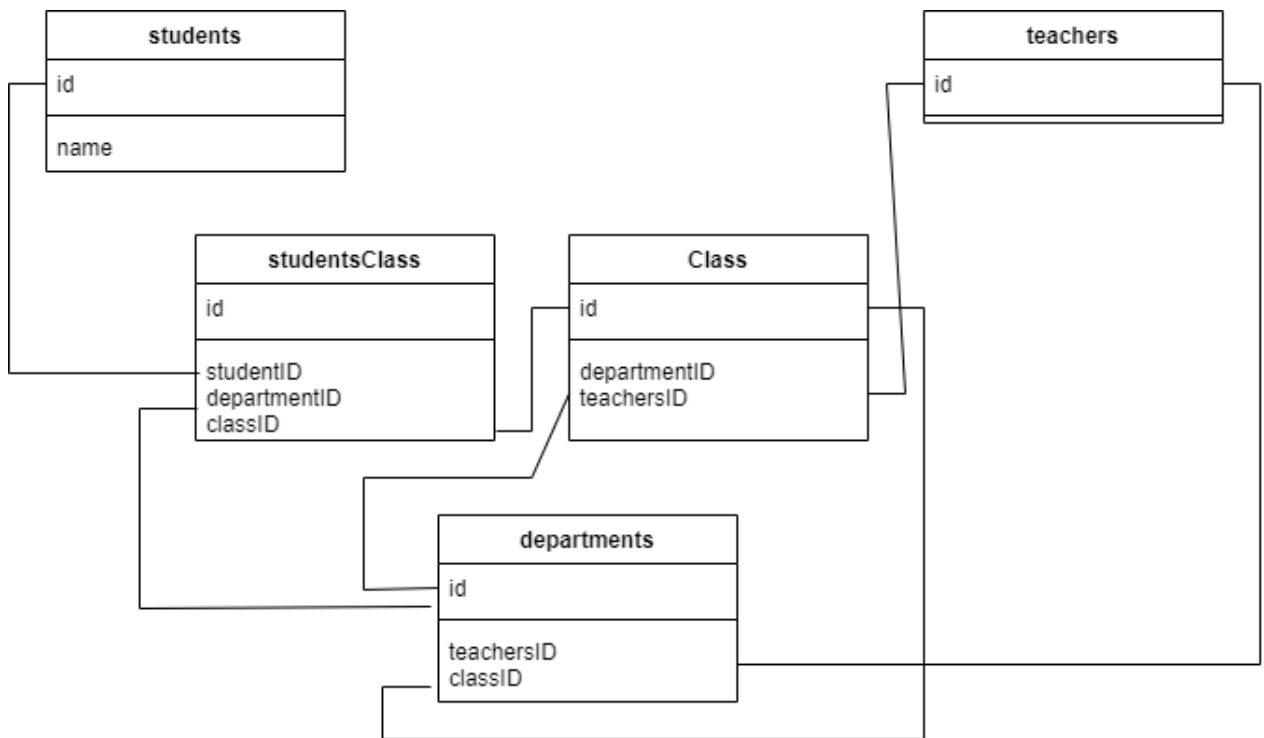 students
id
name
teachers
id
studentsClass
id
studentID
departmentID
classID
Class
id
departmentID
teachersID
departments
id
teachersID
classID